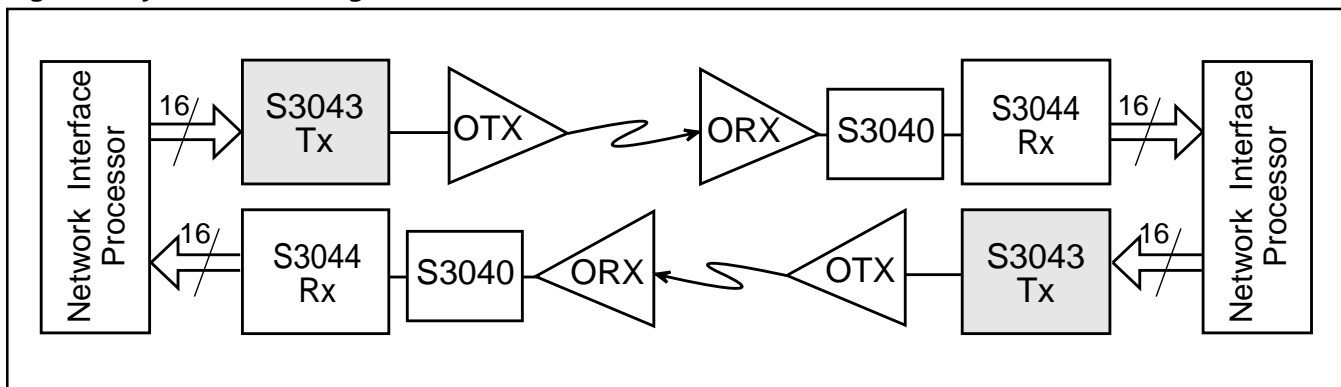 Network Interface
Processor
16
S3043
Tx
OTX
ORX
S3040
S3044
Rx
16
Network Interface
Processor
16
S3044
Rx
S3040
ORX
OTX
S3043
Tx
16